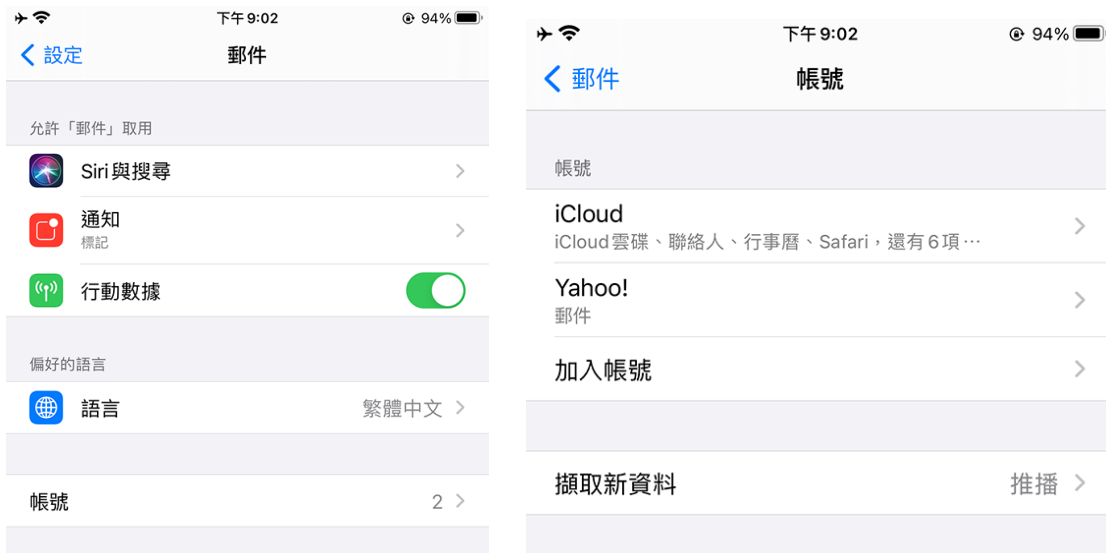 下午9:02
94%
設定
郵件
允許「郵件」取用
Siri與搜尋
通知
標記
行動數據
偏好的語言
語言
繁體中文
帳號
2
下午9:02
94%
郵件
帳號
帳號
iCloud
iCloud雲碟、聯絡人、行事曆、Safari，還有6項⋯
Yahoo!
郵件
加入帳號
擷取新資料
推播